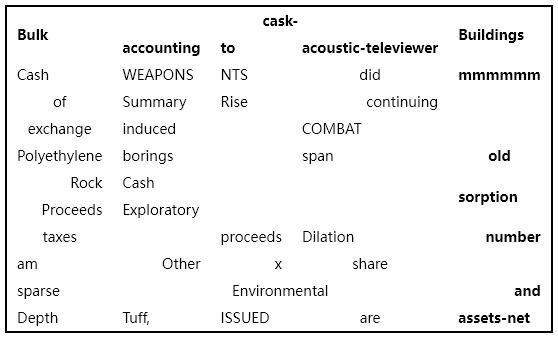 Bulk cask- Buildings
accounting to acoustic-televiewer
Cash WEAPONS NTS did mmmmmm
of Summary Rise continuing
exchange induced COMBAT
Polyethylene borings span old
Rock Cash sorption
Proceeds Exploratory
taxes proceeds Dilation number
am Other x share
sparse Environmental and
Depth Tuff, ISSUED are assets-net